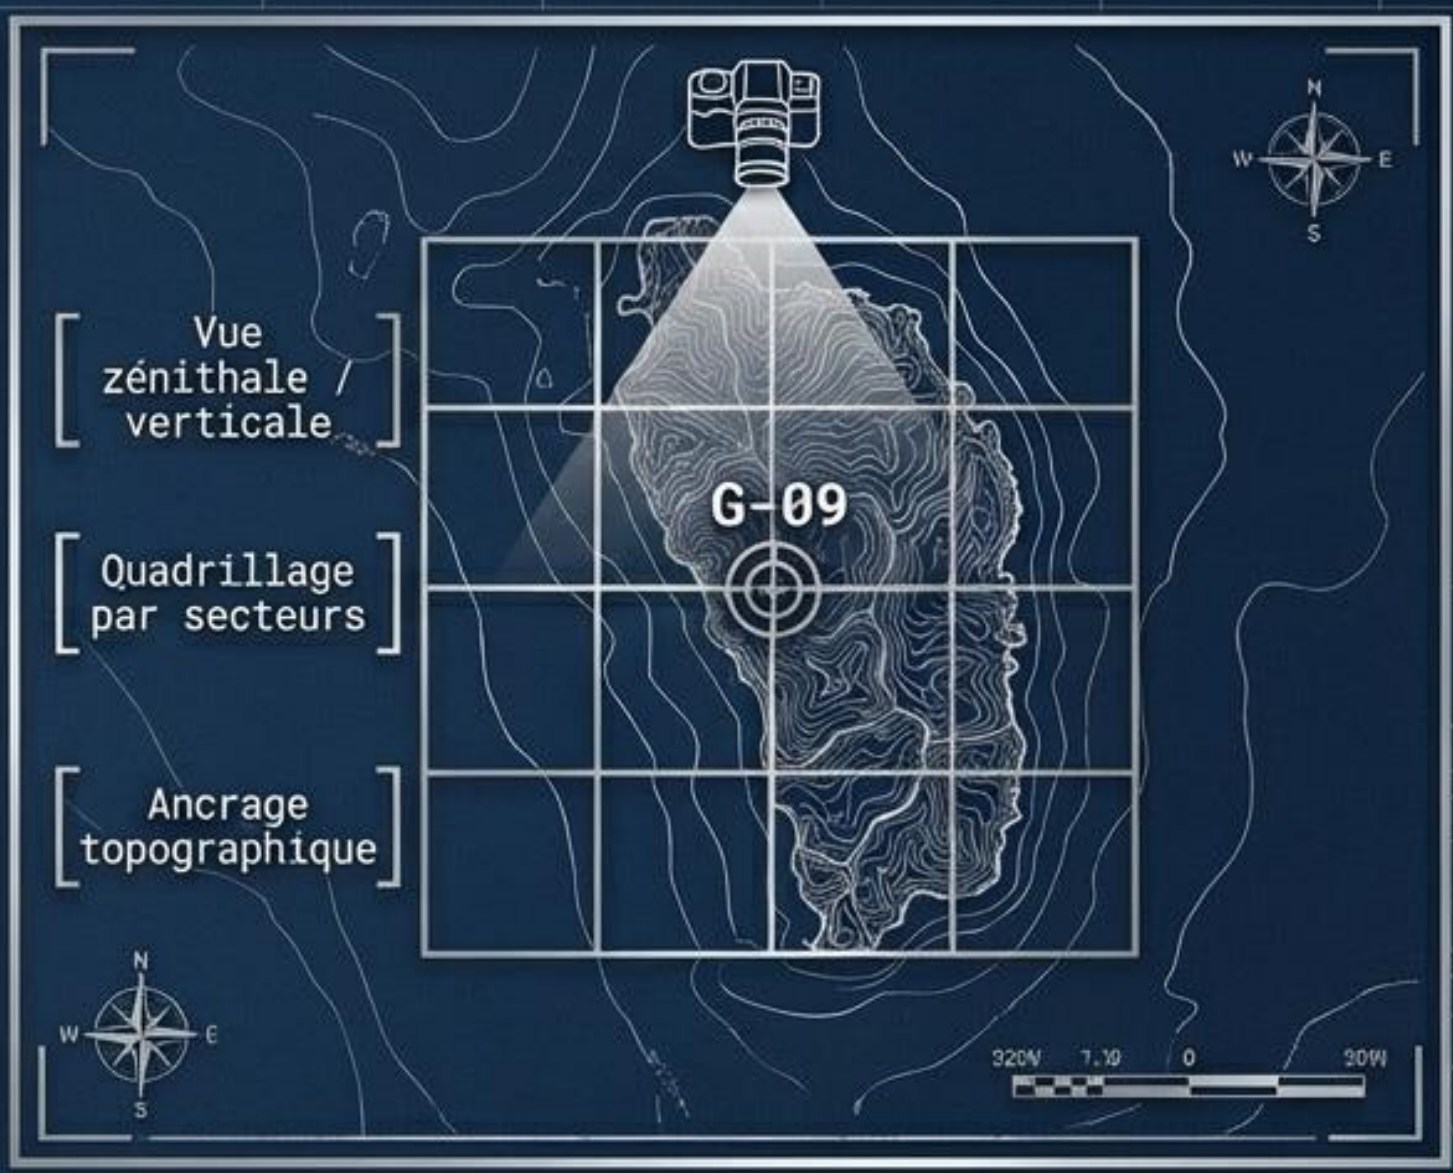 N
W E
S
Vue
zénithale /
verticale
G-09
Quadrillage
par secteurs
Ancrage
topographique
N
W E
S
0